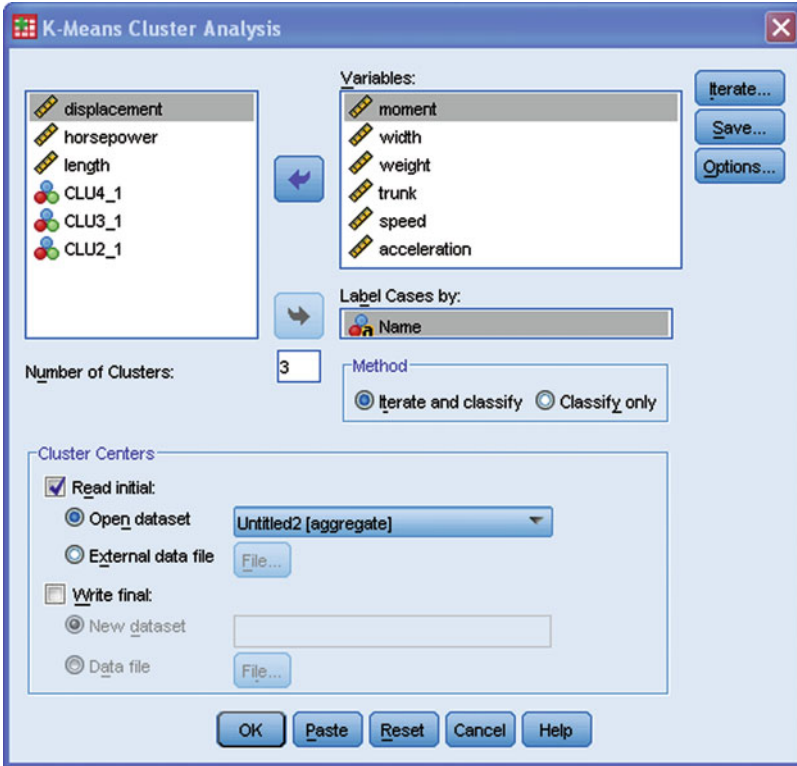 K-Means Cluster Analysis
displacement
horsepower
length
CLU4_1
CLU3_1
CLU2_1
Variables:
moment
width
weight
trunk
speed
acceleration
Iterate...
Save...
Options...
Label Cases by:
a Name
Number of Clusters:
3
Method
Iterate and classify
Classify only
Cluster Centers
Read initial:
Open dataset
Untitled2 [aggregate]
External data file
File...
Write final:
New dataset
Data file
File...
OK
Paste
Reset
Cancel
Help